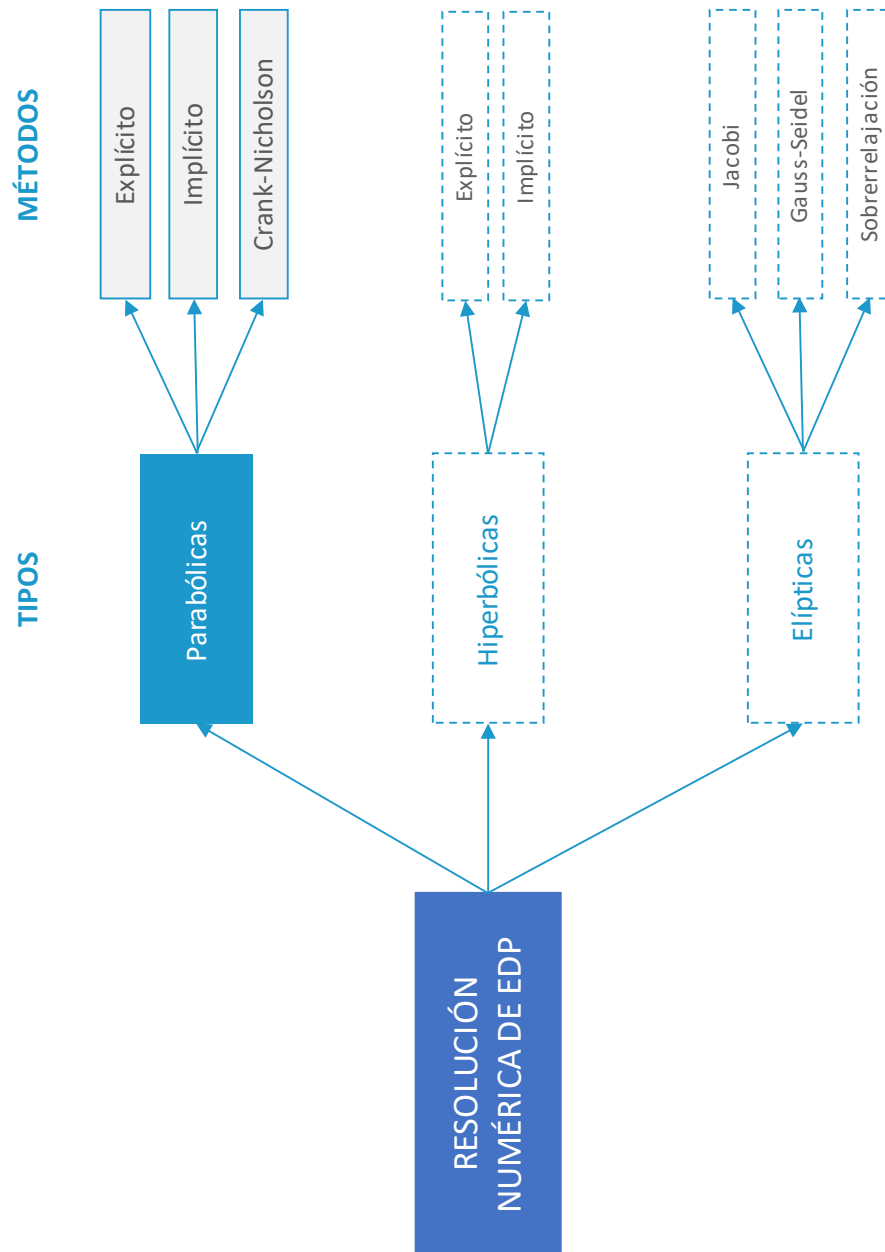 TIPOS
MÉTODOS
RESOLUCIÓN
NUMÉRICA DE EDP
Parabólicas
Explícito
Implícito
Crank-Nicholson
Hiperbólicas
Explícito
Implícito
Elípticas
Jacobi
Gauss-Seidel
Sobrerrelajación